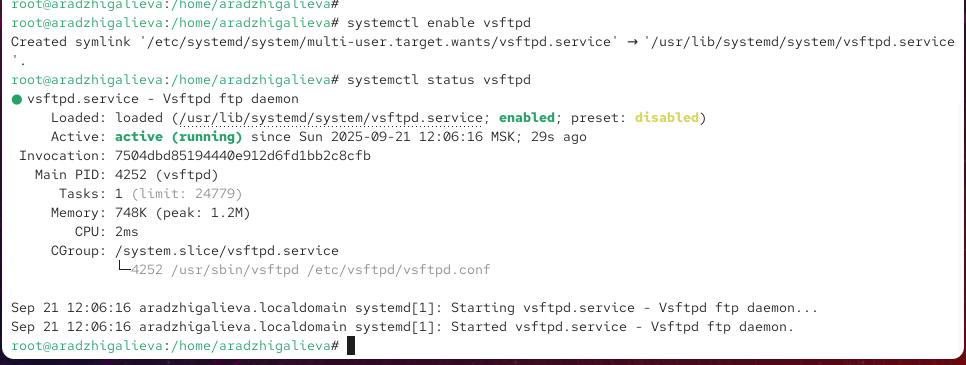 root@aradzhigalieva:/home/aradzhigalieva#
root@aradzhigalieva:/home/aradzhigalieva# systemctl enable vsftpd
Created symlink '/etc/systemd/system/multi-user.target.wants/vsftpd.service' → '/usr/lib/systemd/system/vsftpd.service
'.
root@aradzhigalieva:/home/aradzhigalieva# systemctl status vsftpd
● vsftpd.service - Vsftpd ftp daemon
     Loaded: loaded (/usr/lib/systemd/system/vsftpd.service; enabled; preset: disabled)
     Active: active (running) since Sun 2025-09-21 12:06:16 MSK; 29s ago
 Invocation: 7504dbd85194440e912d6fd1bb2c8cfb
   Main PID: 4252 (vsftpd)
      Tasks: 1 (limit: 24779)
     Memory: 748K (peak: 1.2M)
        CPU: 2ms
     CGroup: /system.slice/vsftpd.service
             └─4252 /usr/sbin/vsftpd /etc/vsftpd/vsftpd.conf
Sep 21 12:06:16 aradzhigalieva.localdomain systemd[1]: Starting vsftpd.service - Vsftpd ftp daemon...
Sep 21 12:06:16 aradzhigalieva.localdomain systemd[1]: Started vsftpd.service - Vsftpd ftp daemon.
root@aradzhigalieva:/home/aradzhigalieva#